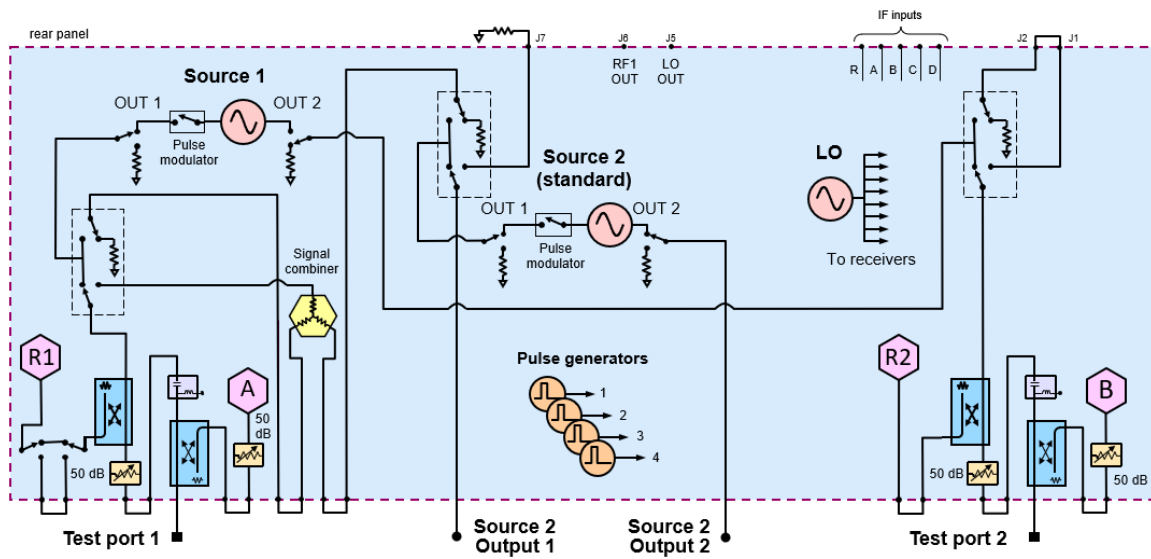 rear panel
J7
J6
J5
IF inputs
J2
J1
RF1
OUT
LO
OUT
R
A
B
C
D
Source 1
OUT 1
OUT 2
Pulse
modulator
Source 2
(standard)
LO
OUT 1
OUT 2
Pulse
modulator
To receivers
Signal
combiner
R1
A
Pulse generators
1
2
3
4
R2
B
50
dB
50 dB
50 dB
50 dB
Test port 1
Source 2
Output 1
Source 2
Output 2
Test port 2